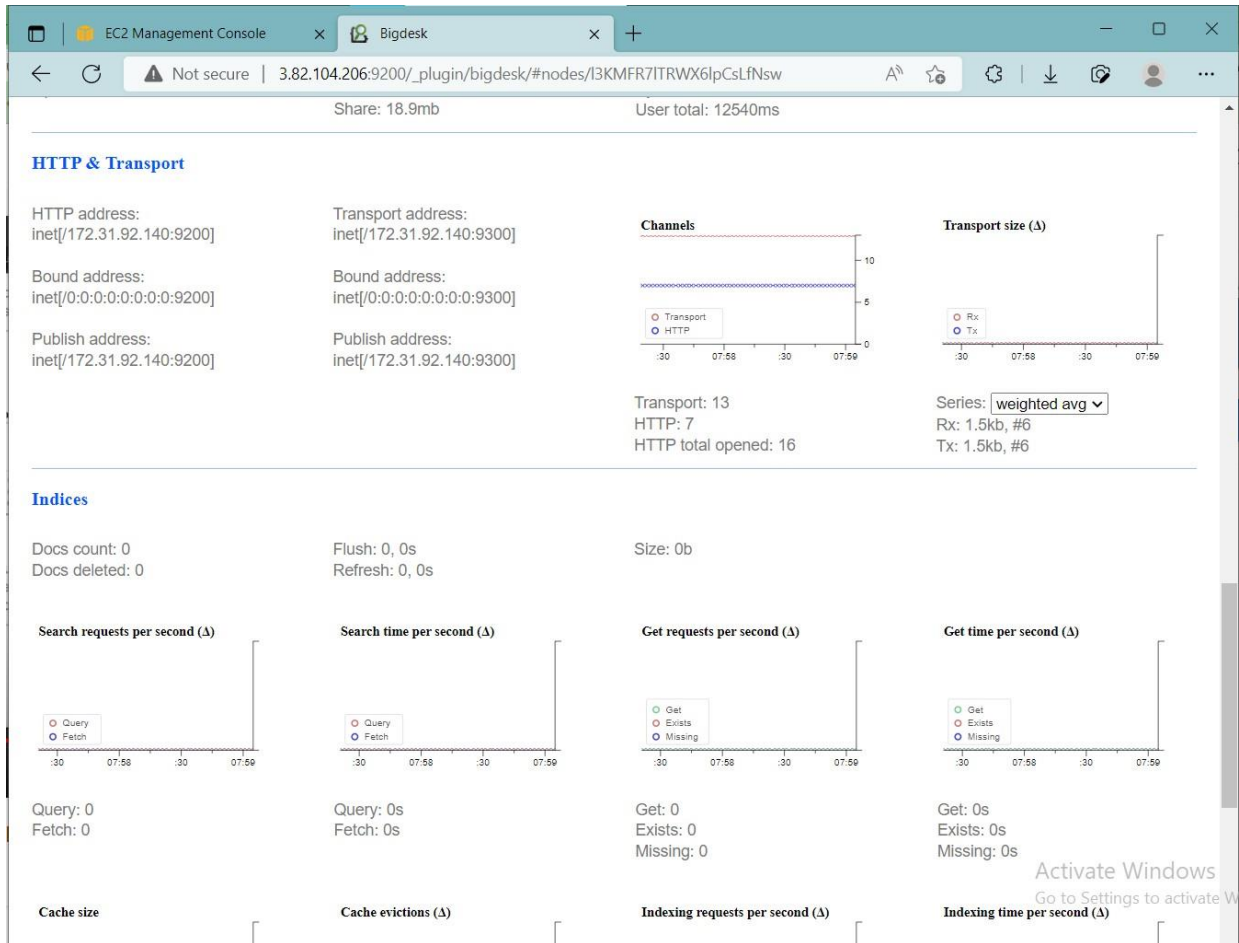 EC2 Management Console
Bigdesk
Not secure | 3.82.104.206:9200/_plugin/bigdesk/#nodes/l3KMFR7lTRWX6lpCsLfNsw
Share: 18.9mb
User total: 12540ms
HTTP & Transport
HTTP address:
inet[/172.31.92.140:9200]
Bound address:
inet[/0:0:0:0:0:0:0:0:9200]
Publish address:
inet[/172.31.92.140:9200]
Transport address:
inet[/172.31.92.140:9300]
Bound address:
inet[/0:0:0:0:0:0:0:0:9300]
Publish address:
inet[/172.31.92.140:9300]
Channels
10
5
0
Transport
HTTP
:30 07:58 :30 07:59
Transport: 13
HTTP: 7
HTTP total opened: 16
Transport size (Δ)
Rx
Tx
:30 07:58 :30 07:59
Series: weighted avg
Rx: 1.5kb, #6
Tx: 1.5kb, #6
Indices
Docs count: 0
Docs deleted: 0
Flush: 0, 0s
Refresh: 0, 0s
Size: 0b
Search requests per second (Δ)
Query
Fetch
:30 07:58 :30 07:59
Query: 0
Fetch: 0
Search time per second (Δ)
Query
Fetch
:30 07:58 :30 07:59
Query: 0s
Fetch: 0s
Get requests per second (Δ)
Get
Exists
Missing
:30 07:58 :30 07:59
Get: 0
Exists: 0
Missing: 0
Get time per second (Δ)
Get
Exists
Missing
:30 07:58 :30 07:59
Get: 0s
Exists: 0s
Missing: 0s
Activate Windows
Go to Settings to activate W
Cache size
Cache evictions (Δ)
Indexing requests per second (Δ)
Indexing time per second (Δ)